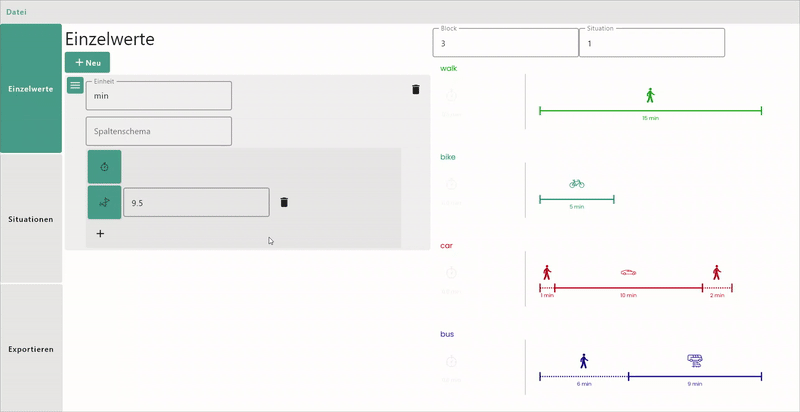 Datei
Einzelwerte
Situationen
Exportieren
Einzelwerte
+ Neu
Einheit
min
Spaltenschema
9.5
+
Block
3
Situation
1
walk
15 min
bike
5 min
car
1 min
10 min
2 min
bus
6 min
9 min